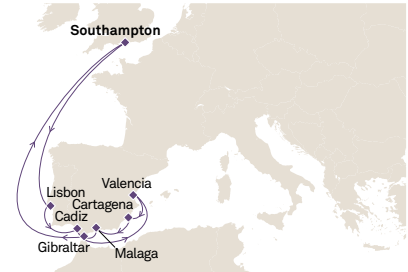 Southampton
Valencia
Lisbon
Cartagena
Cadiz
Gibraltar
Malaga